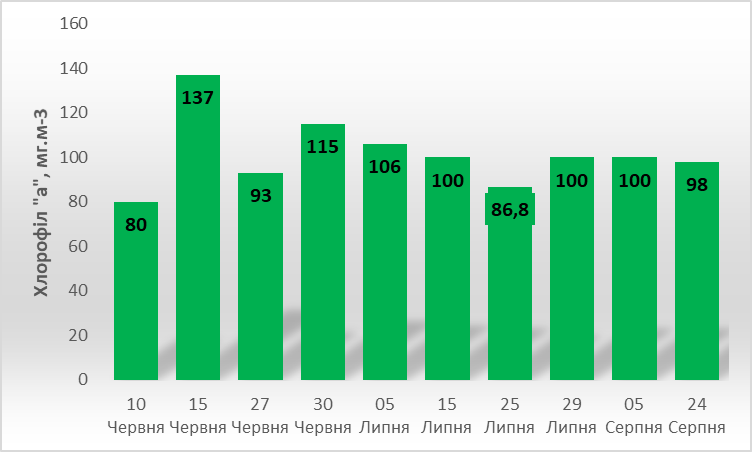 160
140
120
100
80
60
40
20
0
Хлорофіл "а", мг.м-3
80
137
93
115
106
100
86,8
100
100
98
10 Червня
15 Червня
27 Червня
30 Червня
05 Липня
15 Липня
25 Липня
29 Липня
05 Серпня
24 Серпня